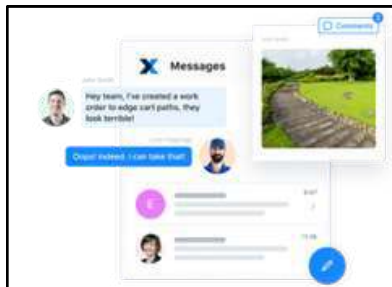 Comments
Messages
Hey team, I've created a work
order to edge cart paths, they
look terrible!
Oops! Indeed. I can take that!
E